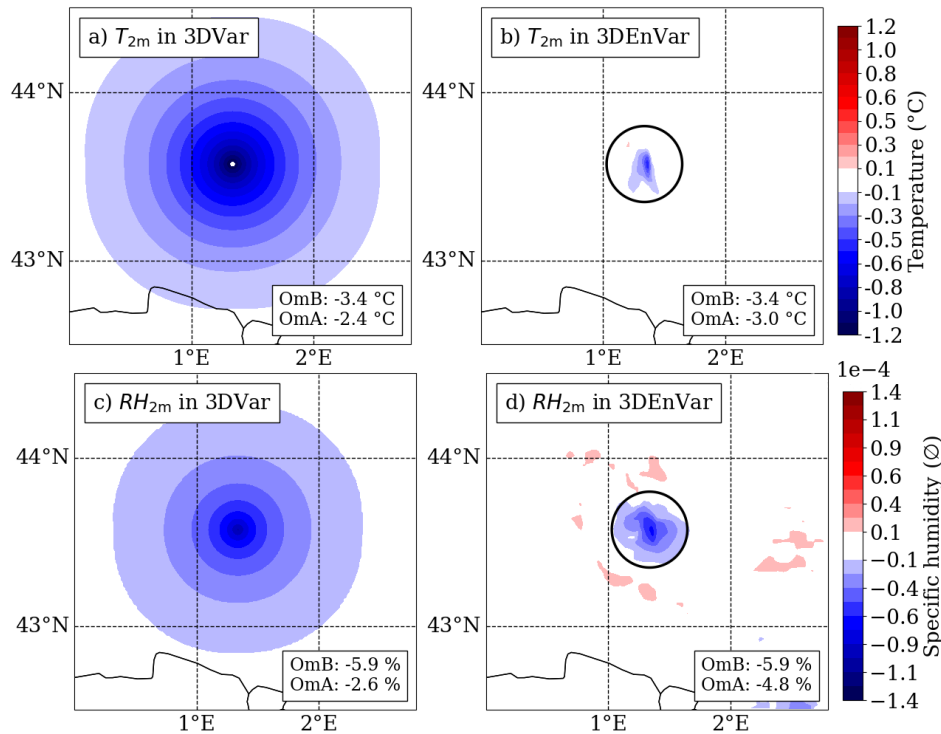 a) T2m in 3DVar
b) T2m in 3DEnVar
44°N
43°N
OmB: -3.4 °C
OmA: -2.4 °C
1°E
2°E
44°N
43°N
OmB: -3.4 °C
OmA: -3.0 °C
1°E
2°E
1.2
1.0
0.8
0.6
0.5
0.3
0.1
-0.1
-0.3
-0.5
-0.6
-0.8
-1.0
-1.2
Temperature (°C)
c) RH2m in 3DVar
d) RH2m in 3DEnVar
44°N
43°N
OmB: -5.9 %
OmA: -2.6 %
1°E
2°E
44°N
43°N
OmB: -5.9 %
OmA: -4.8 %
1°E
2°E
1e−4
1.4
1.1
0.9
0.6
0.4
0.1
−0.1
−0.4
−0.6
−0.9
−1.1
−1.4
Specific humidity (∅)